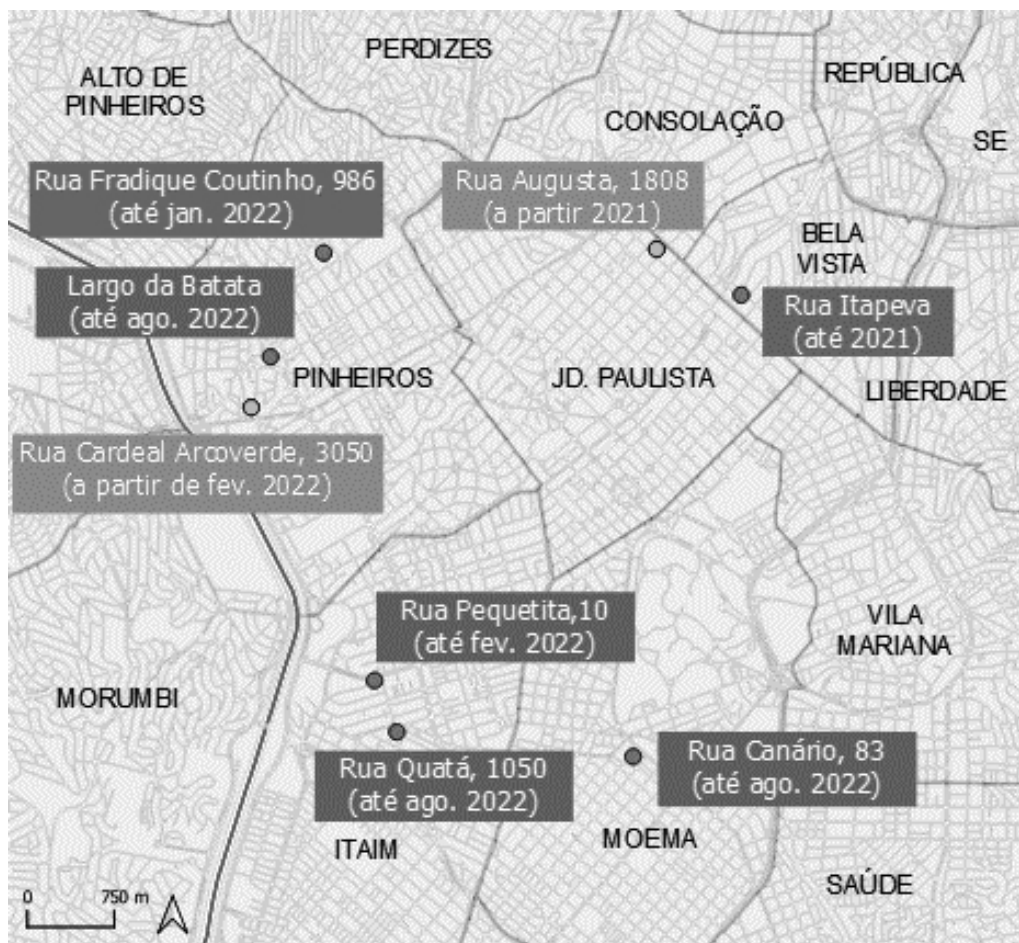 PERDIZES
ALTO DE
PINHEIROS
REPÚBLICA
CONSOLAÇÃO
SE
Rua Fradique Coutinho, 986
(até jan. 2022)
Rua Augusta, 1808
(a partir 2021)
BELA
VISTA
Largo da Batata
(até ago. 2022)
Rua Itapeva
(até 2021)
PINHEIROS
JD. PAULISTA
LIBERDADE
Rua Cardeal Arcoverde, 3050
(a partir de fev. 2022)
Rua Pequetita,10
(até fev. 2022)
VILA
MARIANA
MORUMBI
Rua Quatá, 1050
(até ago. 2022)
Rua Canário, 83
(até ago. 2022)
ITAIM
MOEMA
SAÚDE
0 750 m